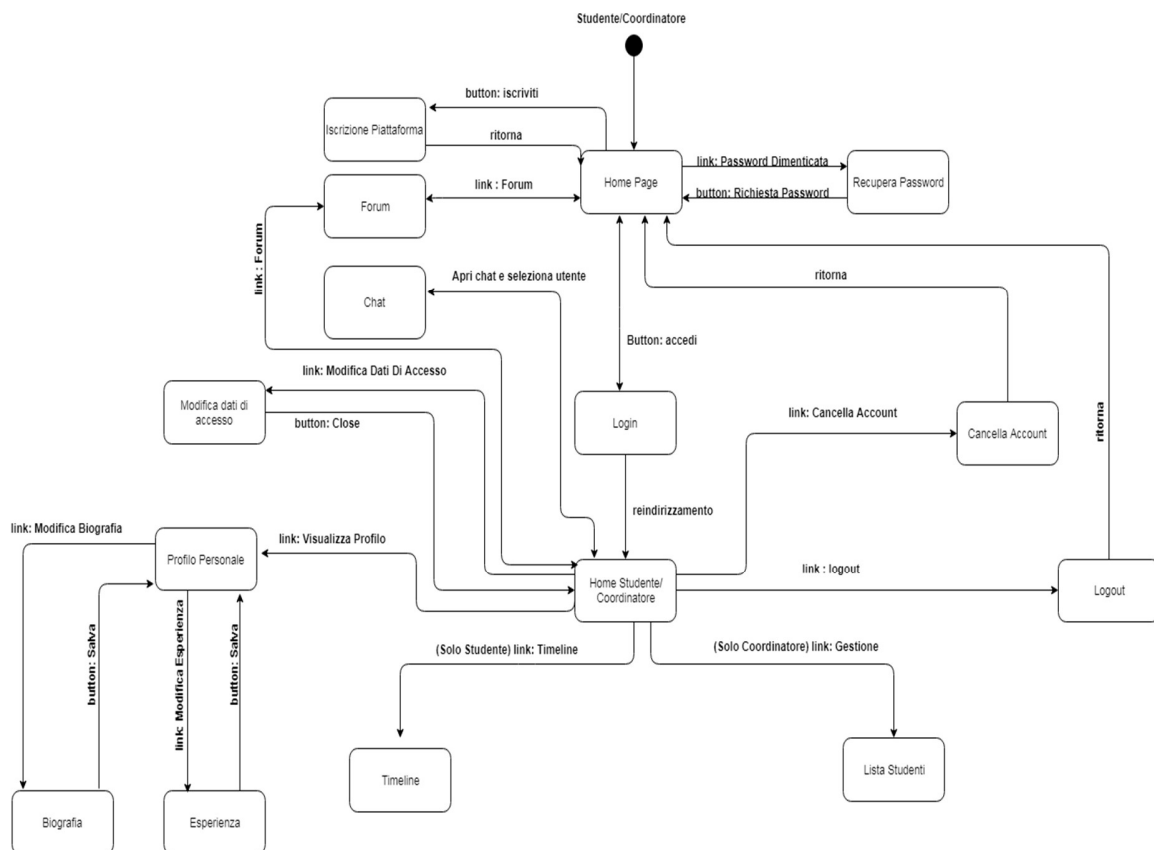 Studente/Coordinatore
button: iscriviti
Iscrizione Piattaforma
ritorna
Home Page
link: Password Dimenticata
Recupera Password
button: Richiesta Password
link : Forum
Forum
link : Forum
Apri chat e seleziona utente
Chat
ritorna
Button: accedi
link: Modifica Dati Di Accesso
Modifica dati di
accesso
button: Close
Login
link: Cancella Account
Cancella Account
ritorna
reindirizzamento
link: Modifica Biografia
Profilo Personale
link: Visualizza Profilo
Home Studente/
Coordinatore
link : logout
Logout
button: Salva
link: Modifica Esperienza
button: Salva
(Solo Studente) link: Timeline
(Solo Coordinatore) link: Gestione
Timeline
Lista Studenti
Biografia
Esperienza